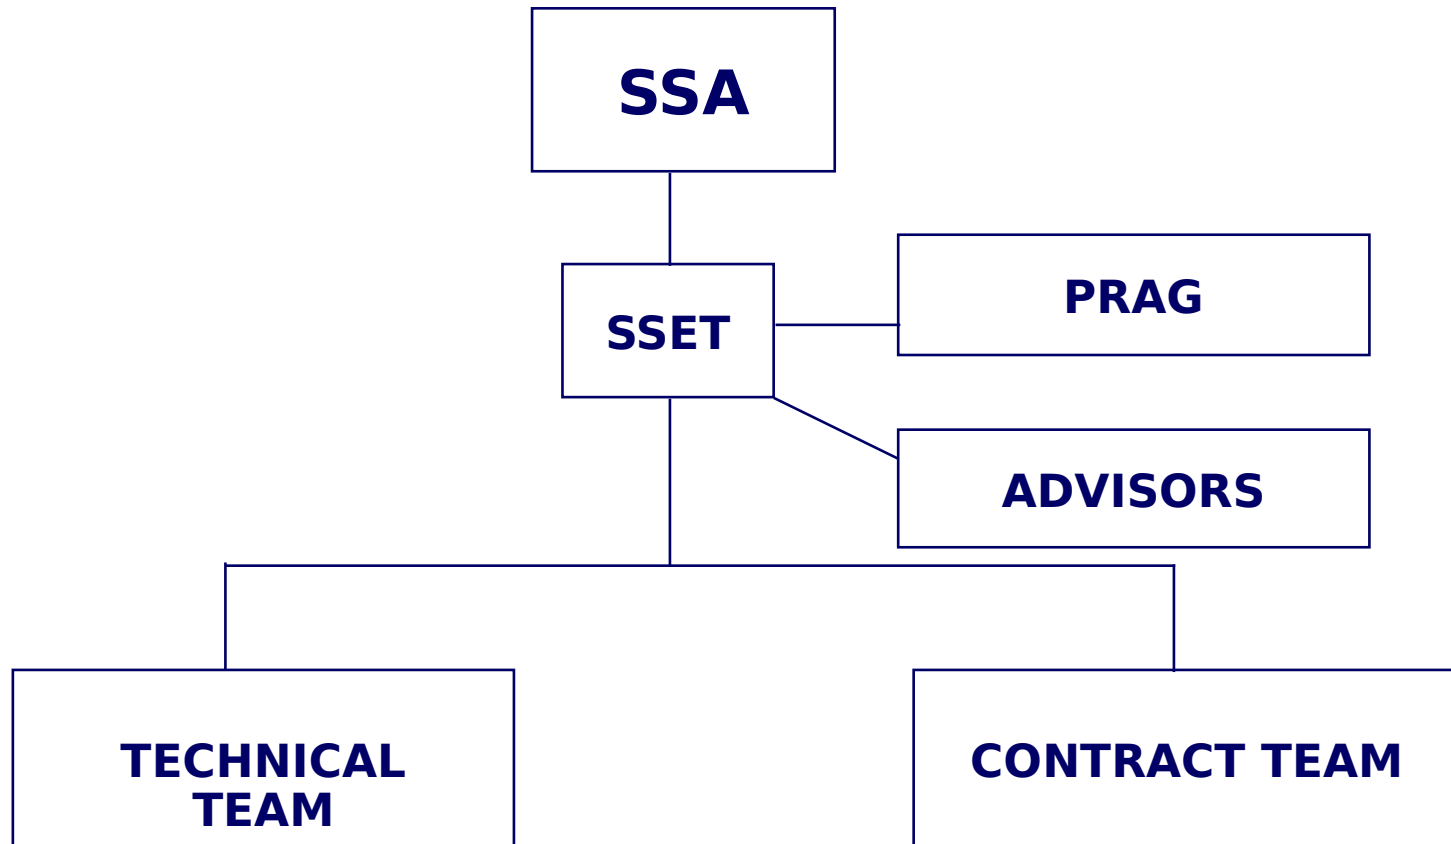 SSA
SSET
PRAG
ADVISORS
TECHNICAL
TEAM
CONTRACT TEAM